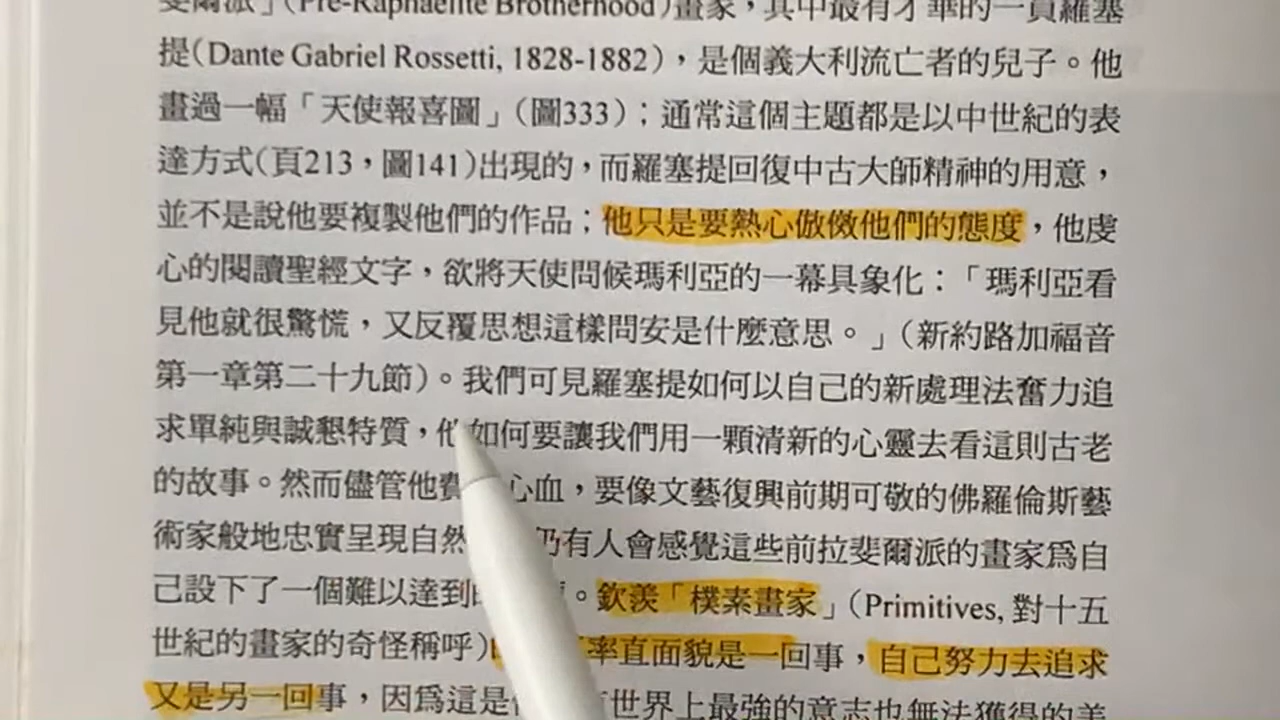 斐爾派」(Pre-Raphaelite Brotherhood)畫家，其中最有才華的一員羅塞
提(Dante Gabriel Rossetti, 1828-1882)，是個義大利流亡者的兒子。他
畫過一幅「天使報喜圖」(圖333)；通常這個主題都是以中世紀的表
達方式(頁213，圖141)出現的，而羅塞提回復中古大師精神的用意，
並不是說他要複製他們的作品；他只是要熱心倣傚他們的態度，他虔
心的閱讀聖經文字，欲將天使問候瑪利亞的一幕具象化：「瑪利亞看
見他就很驚慌，又反覆思想這樣問安是什麼意思。」(新約路加福音
第一章第二十九節)。我們可見羅塞提如何以自己的新處理法奮力追
求單純與誠懇特質，他如何要讓我們用一顆清新的心靈去看這則古老
的故事。然而儘管他費心血，要像文藝復興前期可敬的佛羅倫斯藝
術家般地忠實呈現自然仍有人會感覺這些前拉斐爾派的畫家爲自
己設下了一個難以達到。欽羨「樸素畫家」(Primitives, 對十五
世紀的畫家的奇怪稱呼)率直面貌是一回事，自己努力去追求
又是另一回事，因爲這是世界上最強的意志也無法獲得的美